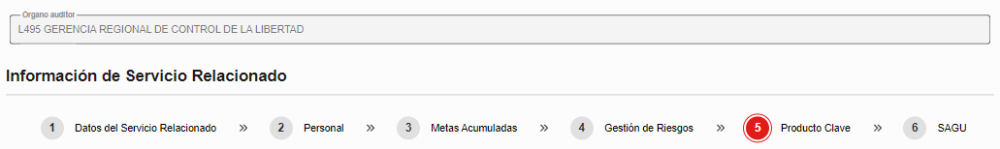 Órgano auditor
L495 GERENCIA REGIONAL DE CONTROL DE LA LIBERTAD
Información de Servicio Relacionado
1 Datos del Servicio Relacionado » 2 Personal » 3 Metas Acumuladas » 4 Gestión de Riesgos » 5 Producto Clave » 6 SAGU